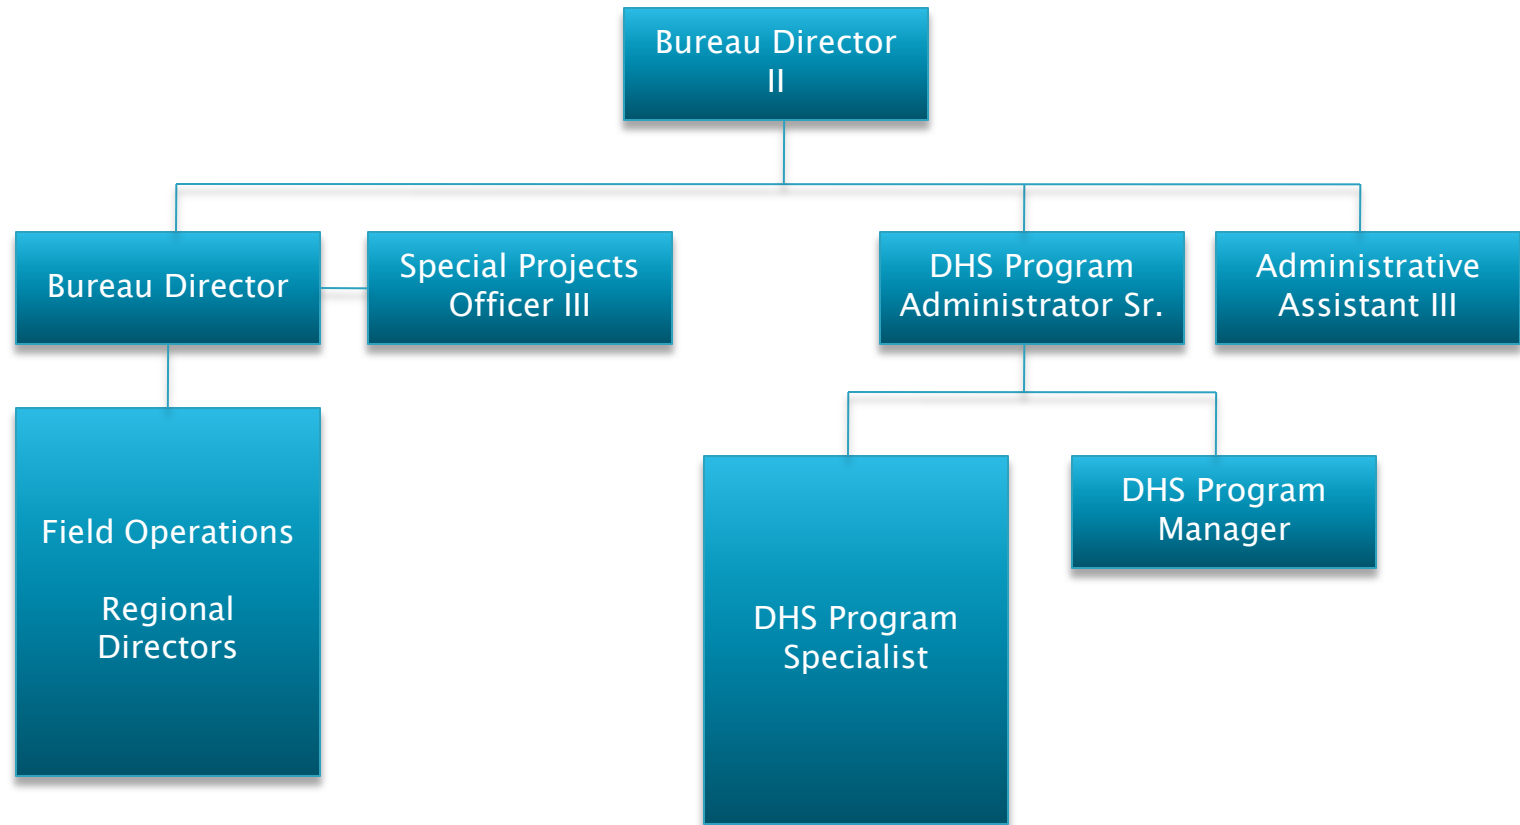 Bureau Director
II
Bureau Director
Special Projects
Officer III
DHS Program
Administrator Sr.
Administrative
Assistant III
Field Operations
Regional
Directors
DHS Program
Specialist
DHS Program
Manager